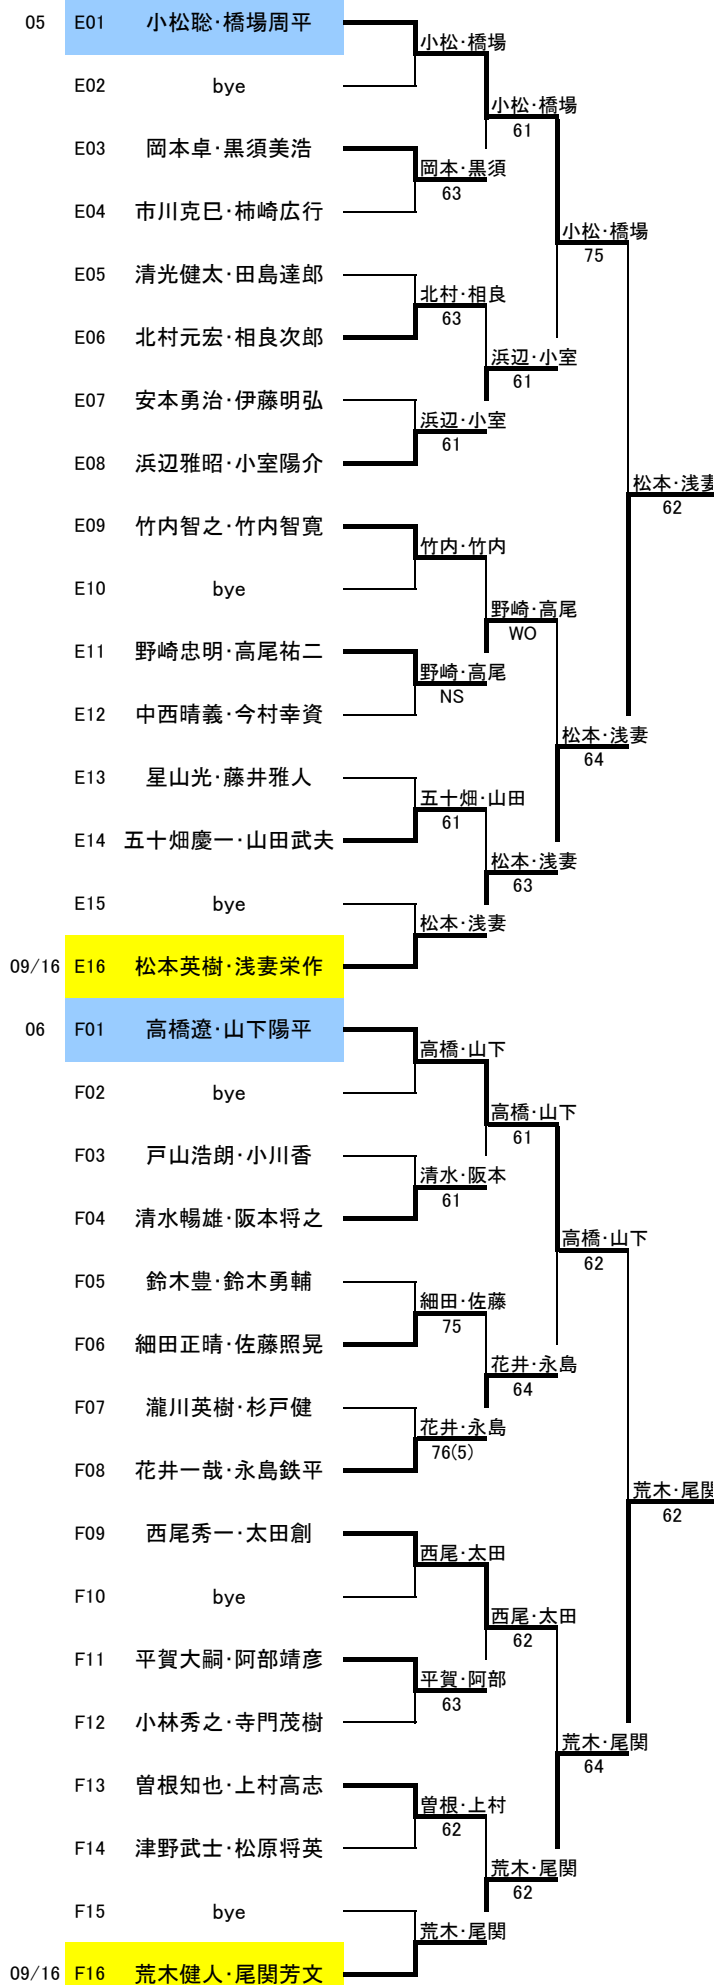 05 E01 小松聡・橋場周平
小松・橋場
E02 bye
小松・橋場
61
E03 岡本卓・黒須美浩
岡本・黒須
63
E04 市川克巳・柿崎広行
小松・橋場
75
E05 清光健太・田島達郎
北村・相良
63
E06 北村元宏・相良次郎
浜辺・小室
61
E07 安本勇治・伊藤明弘
浜辺・小室
61
E08 浜辺雅昭・小室陽介
松本・浅妻
62
E09 竹内智之・竹内智寛
竹内・竹内
E10 bye
野崎・高尾
WO
E11 野崎忠明・高尾祐二
野崎・高尾
NS
E12 中西晴義・今村幸資
松本・浅妻
64
E13 星山光・藤井雅人
五十畑・山田
61
E14 五十畑慶一・山田武夫
松本・浅妻
63
E15 bye
松本・浅妻
09/16 E16 松本英樹・浅妻栄作
06 F01 高橋遼・山下陽平
高橋・山下
F02 bye
高橋・山下
61
F03 戸山浩朗・小川香
清水・阪本
61
F04 清水暢雄・阪本将之
高橋・山下
62
F05 鈴木豊・鈴木勇輔
細田・佐藤
75
F06 細田正晴・佐藤照晃
花井・永島
64
F07 瀧川英樹・杉戸健
花井・永島
76(5)
F08 花井一哉・永島鉄平
荒木・尾関
62
F09 西尾秀一・太田創
西尾・太田
F10 bye
西尾・太田
62
F11 平賀大嗣・阿部靖彦
平賀・阿部
63
F12 小林秀之・寺門茂樹
荒木・尾関
64
F13 曽根知也・上村高志
曽根・上村
62
F14 津野武士・松原将英
荒木・尾関
62
F15 bye
荒木・尾関
09/16 F16 荒木健人・尾関芳文